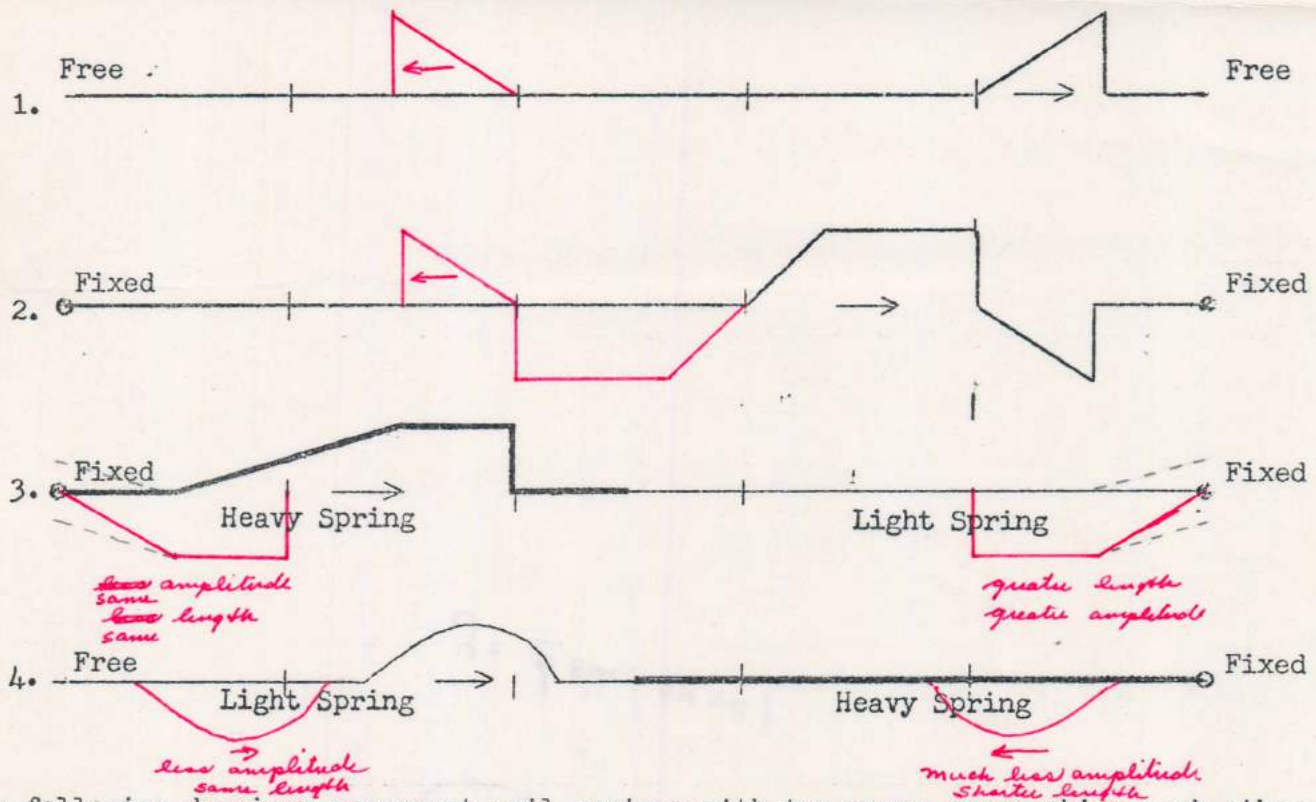 Free
Free
1.
Fixed
Fixed
2.
Fixed
Fixed
3.
Heavy Spring
Light Spring
less amplitude
same
less length
same
greater length
greater amplitude
Free
Fixed
4.
Light Spring
Heavy Spring
less amplitude
same length
much less amplitude
shorter length